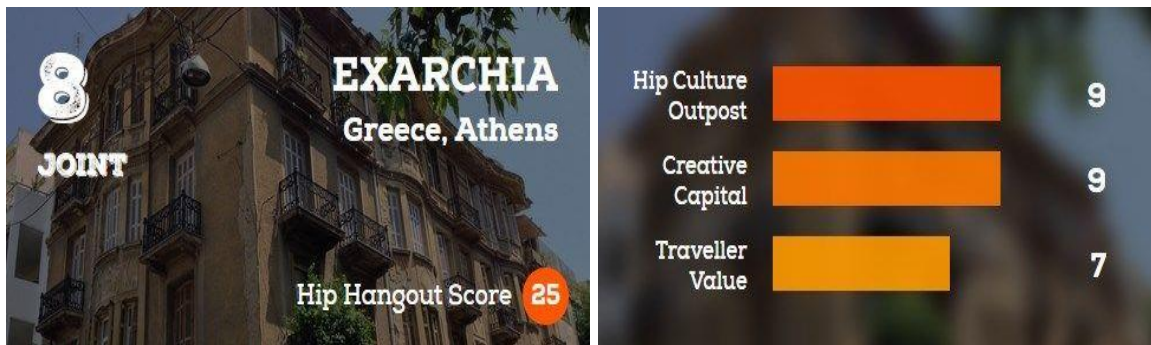 8
JOINT
EXARCHIA
Greece, Athens
Hip Hangout Score 25
Hip Culture
Outpost
9
Creative
Capital
9
Traveller
Value
7